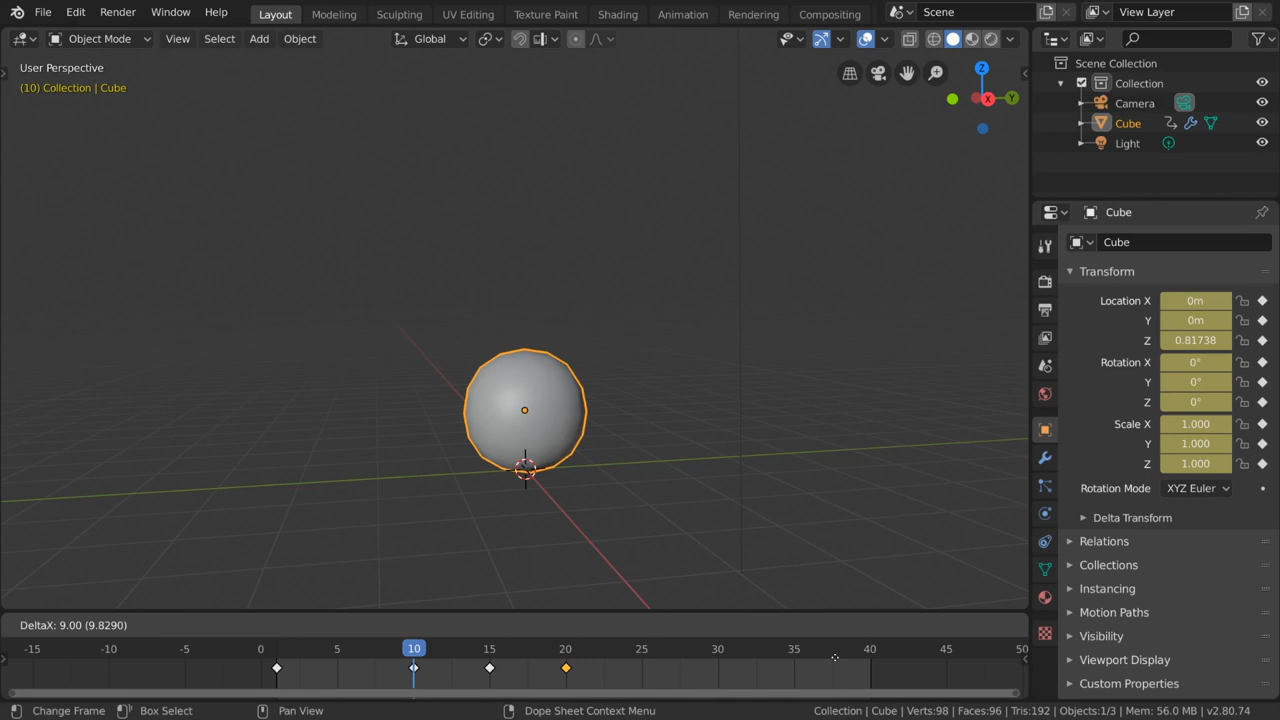 File Edit Render Window Help Layout Modeling Sculpting UV Editing Texture Paint Shading Animation Rendering Compositing Scene View Layer
Object Mode View Select Add Object Global
User Perspective
(10) Collection | Cube
Z
X
Y
Scene Collection
Collection
Camera
Cube
Light
Cube
Cube
Transform
Location X 0m
Y 0m
Z 0.81738
Rotation X 0°
Y 0°
Z 0°
Scale X 1.000
Y 1.000
Z 1.000
Rotation Mode XYZ Euler
Delta Transform
Relations
Collections
Instancing
Motion Paths
Visibility
Viewport Display
Custom Properties
DeltaX: 9.00 (9.8290)
-15 -10 -5 0 5 10 15 20 25 30 35 40 45 50
Change Frame Box Select Pan View Dope Sheet Context Menu Collection | Cube | Verts:98 | Faces:96 | Tris:192 | Objects:1/3 | Mem: 56.0 MB | v2.80.74